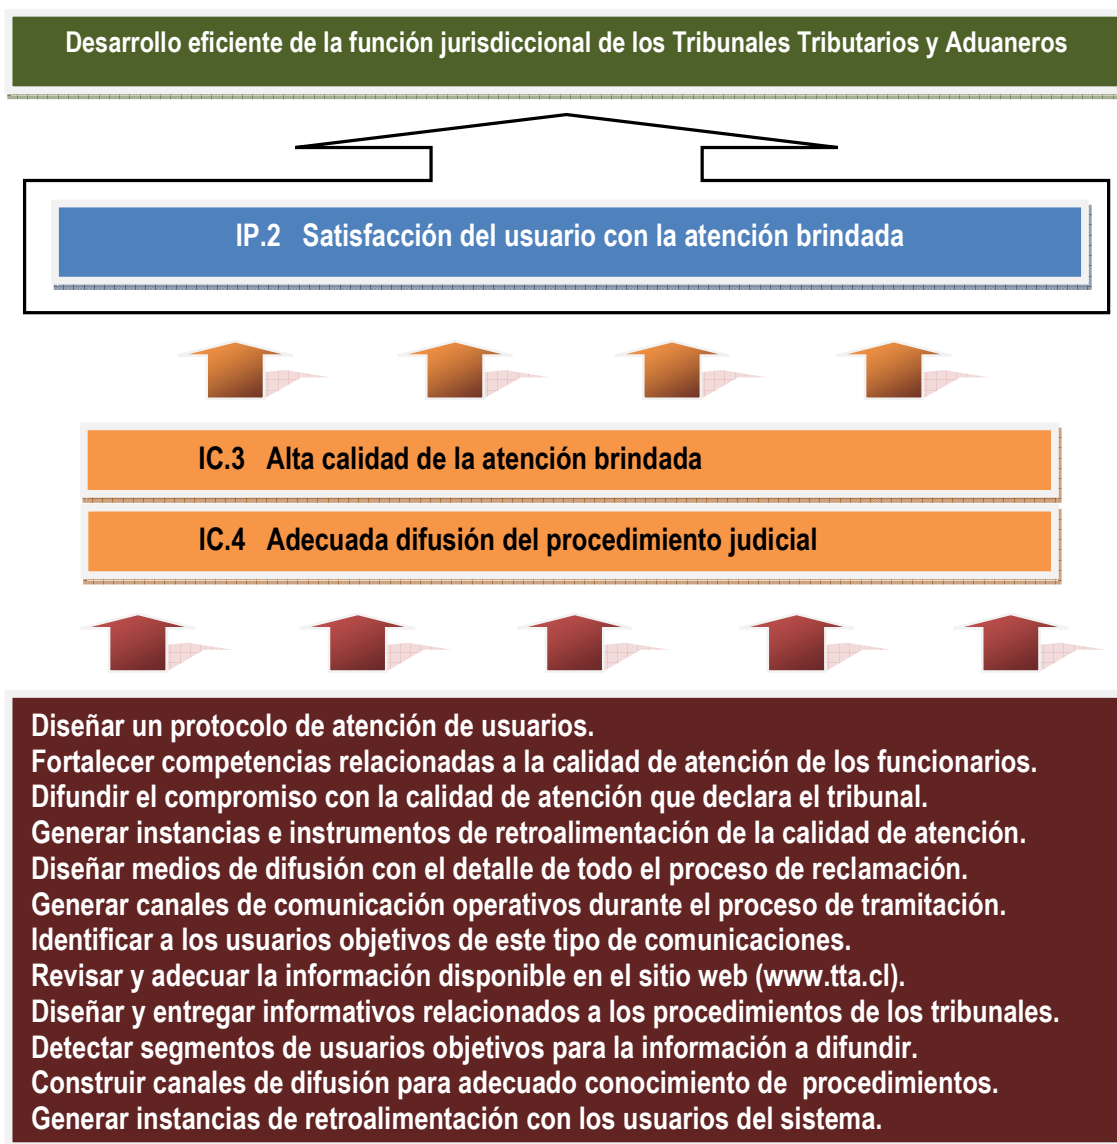 Desarrollo eficiente de la función jurisdiccional de los Tribunales Tributarios y Aduaneros
IP.2 Satisfacción del usuario con la atención brindada
IC.3 Alta calidad de la atención brindada
IC.4 Adecuada difusión del procedimiento judicial
Diseñar un protocolo de atención de usuarios.
Fortalecer competencias relacionadas a la calidad de atención de los funcionarios.
Difundir el compromiso con la calidad de atención que declara el tribunal.
Generar instancias e instrumentos de retroalimentación de la calidad de atención.
Diseñar medios de difusión con el detalle de todo el proceso de reclamación.
Generar canales de comunicación operativos durante el proceso de tramitación.
Identificar a los usuarios objetivos de este tipo de comunicaciones.
Revisar y adecuar la información disponible en el sitio web (www.tta.cl).
Diseñar y entregar informativos relacionados a los procedimientos de los tribunales.
Detectar segmentos de usuarios objetivos para la información a difundir.
Construir canales de difusión para adecuado conocimiento de procedimientos.
Generar instancias de retroalimentación con los usuarios del sistema.